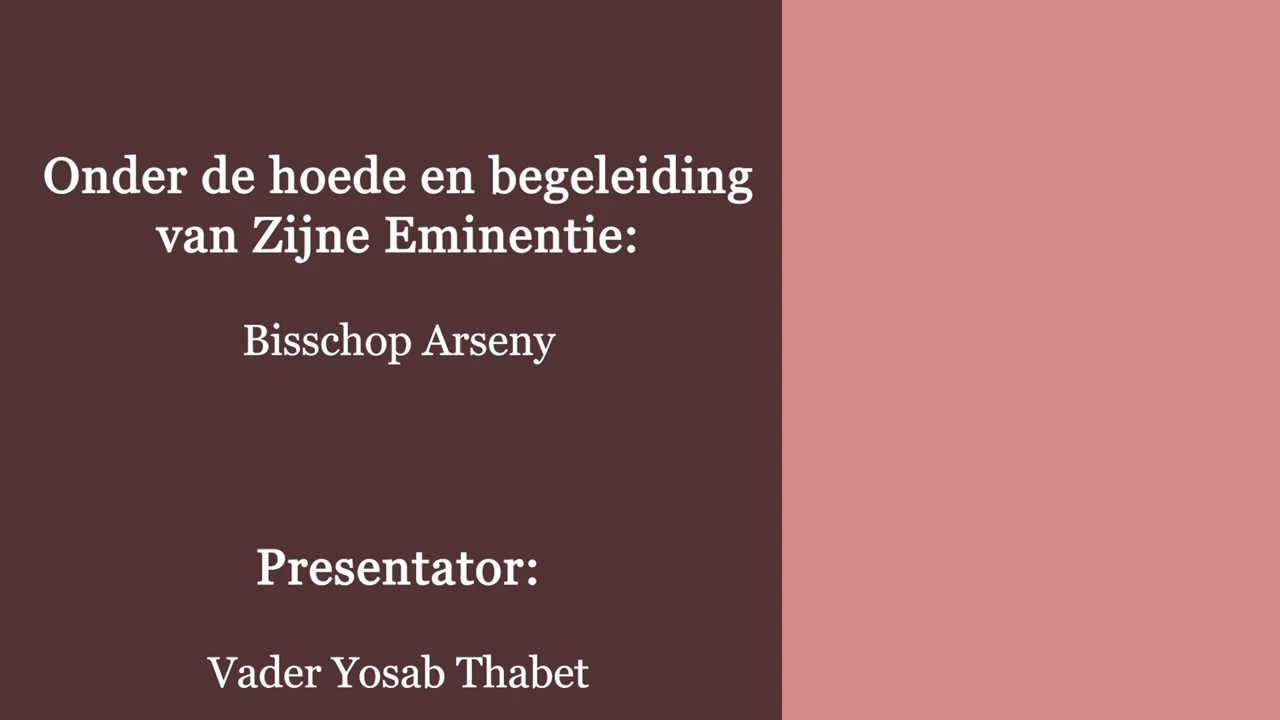 Onder de hoede en begeleiding
van Zijne Eminentie:
Bisschop Arseny
Presentator:
Vader Yosab Thabet